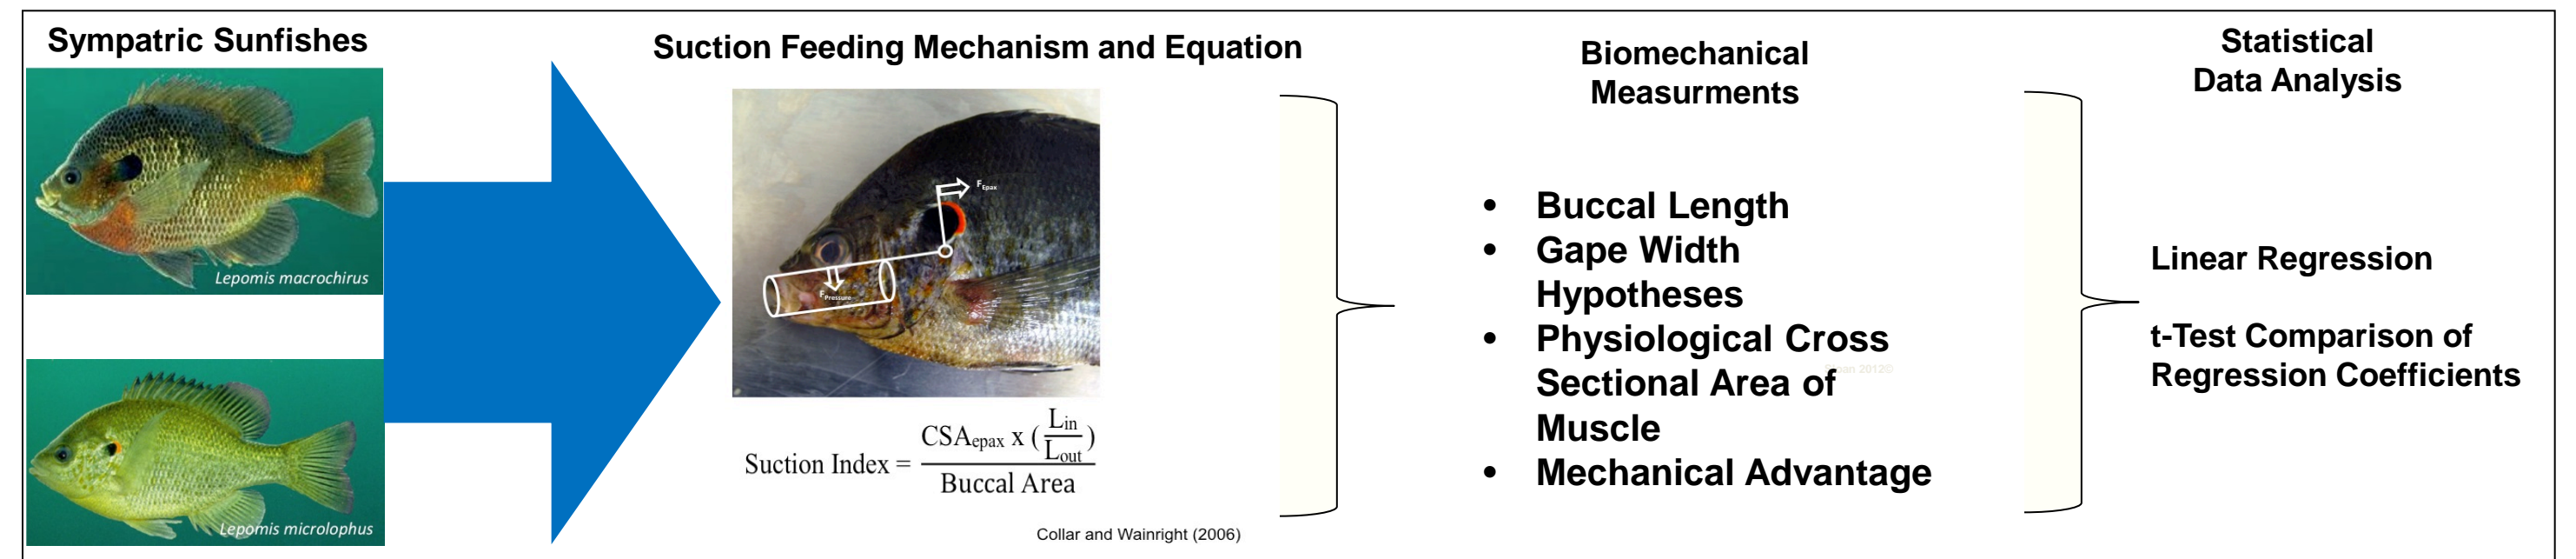 Sympatric Sunfishes
Lepomis macrochirus
Lepomis microlophus
Suction Feeding Mechanism and Equation
FEpax
FPressure
Suction Index = CSAepax x (Lin/Lout)
Buccal Area
Collar and Wainright (2006)
Biomechanical
Measurments
• Buccal Length
• Gape Width
Hypotheses
• Physiological Cross
Sectional Area of
Muscle
• Mechanical Advantage
2012©
Statistical
Data Analysis
Linear Regression
t-Test Comparison of
Regression Coefficients